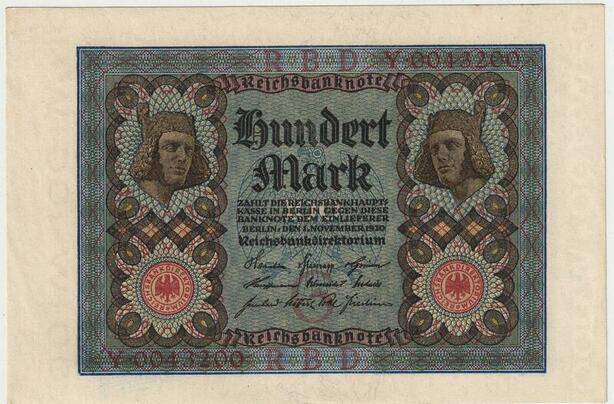 R B D Y·0043200
Reichsbanknote
Hundert
Mark
ZAHLT DIE REICHSBANKHAUPT=
KASSE IN BERLIN GEGEN DIESE
BANKNOTE DEM EINLIEFERER
BERLIN, DEN 1. NOVEMBER 1920
Reichsbankdirektorium
Reichsbanknote
Y·0043200 R B D